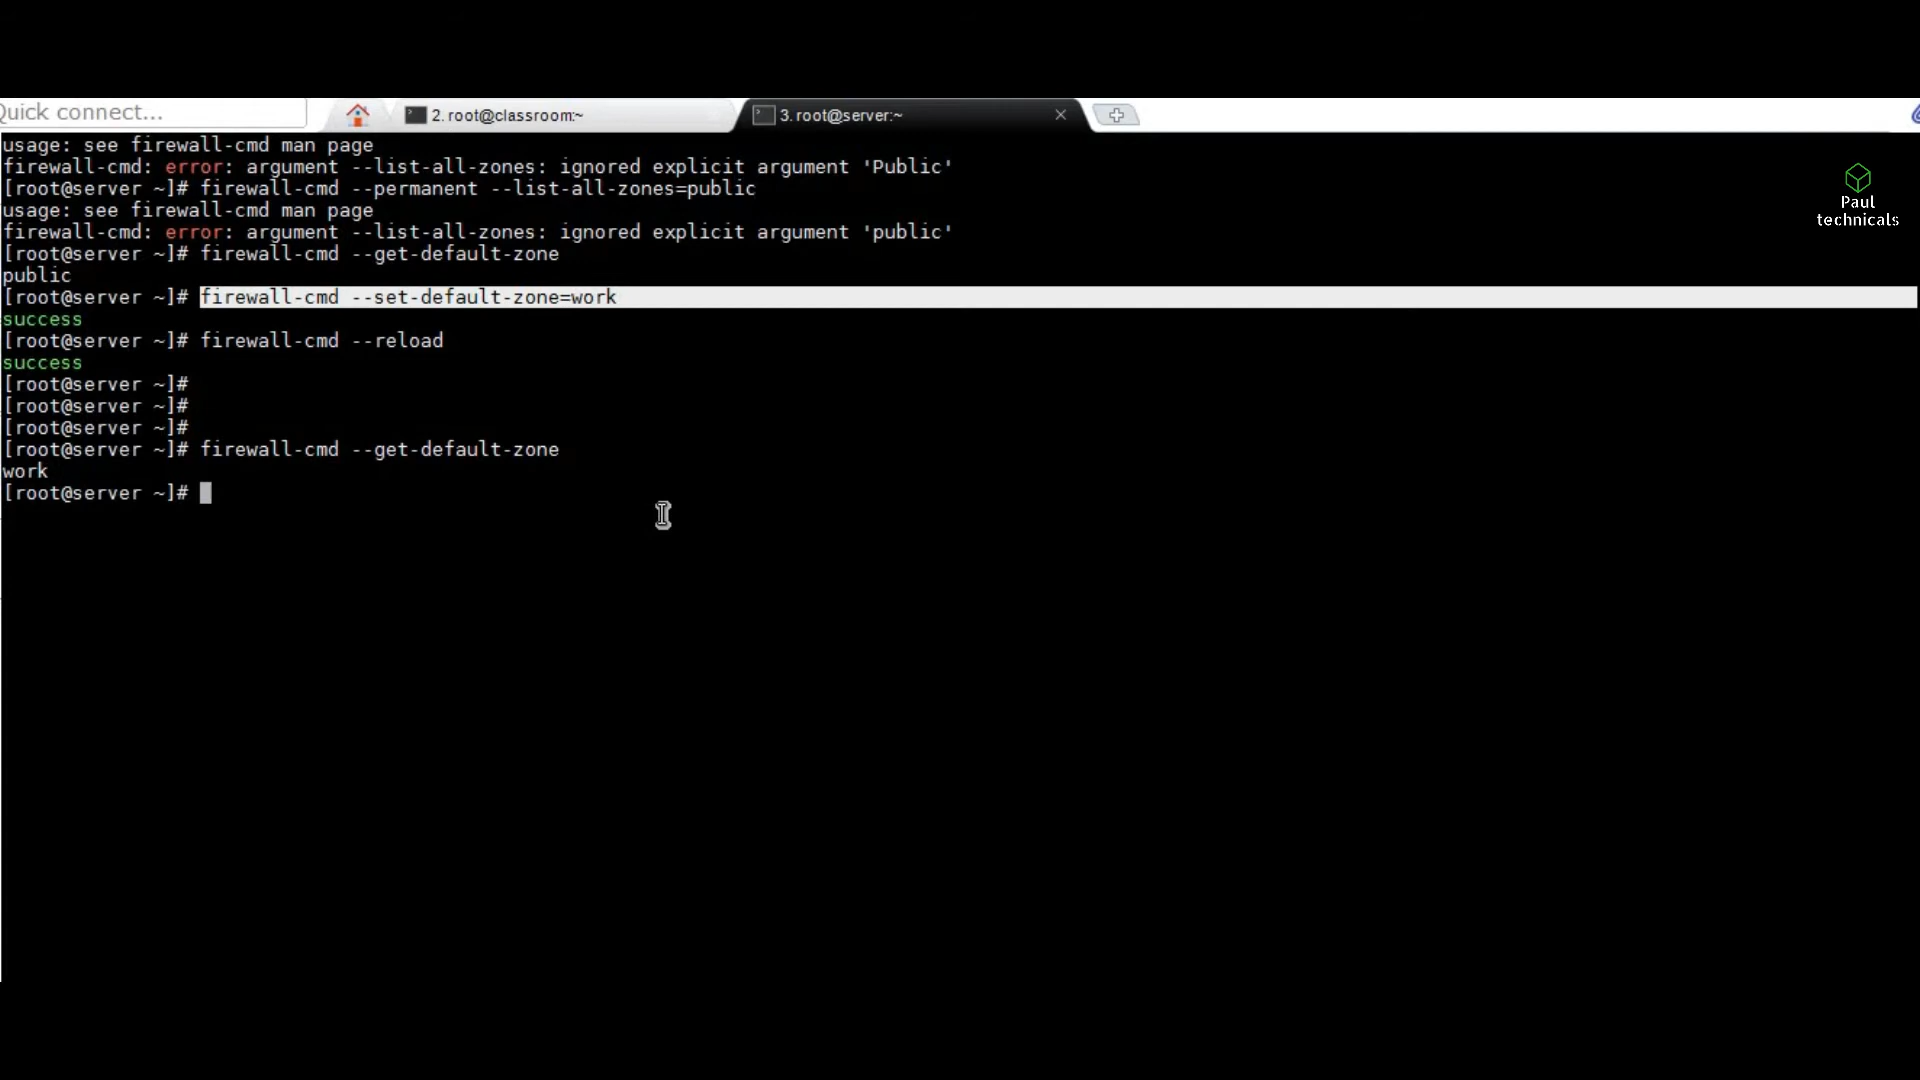 Quick connect...
2. root@classroom:~
3. root@server:~
usage: see firewall-cmd man page
firewall-cmd: error: argument --list-all-zones: ignored explicit argument 'Public'
[root@server ~]# firewall-cmd --permanent --list-all-zones=public
usage: see firewall-cmd man page
firewall-cmd: error: argument --list-all-zones: ignored explicit argument 'public'
[root@server ~]# firewall-cmd --get-default-zone
public
[root@server ~]# firewall-cmd --set-default-zone=work
success
[root@server ~]# firewall-cmd --reload
success
[root@server ~]#
[root@server ~]#
[root@server ~]#
[root@server ~]# firewall-cmd --get-default-zone
work
[root@server ~]#
Paul
technicals